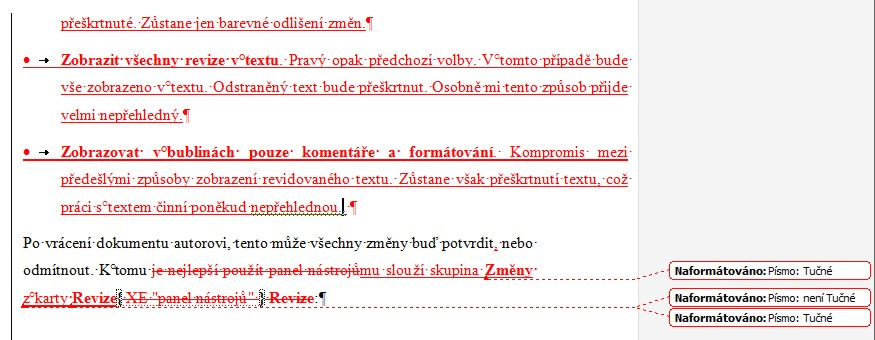 přeškrtnuté. Zůstane jen barevné odlišení změn.¶
• → Zobrazit všechny revize v°textu. Pravý opak předchozí volby. V°tomto případě bude
vše zobrazeno v°textu. Odstraněný text bude přeškrtnut. Osobně mi tento způsob přijde
velmi nepřehledný.¶
• → Zobrazovat v°bublinách pouze komentáře a formátování. Kompromis mezi
předešlými způsoby zobrazení revidovaného textu. Zůstane však přeškrtnutí textu, což
práci s°textem činní poněkud nepřehlednou. ¶
Po vrácení dokumentu autorovi, tento může všechny změny buď potvrdit, nebo
odmítnout. K°tomu je nejlepší použít panel nástrojůmu slouží skupina Změny
z°karty Revize{ XE "panel nástrojů" } Revize:¶
Naformátováno: Písmo: Tučné
Naformátováno: Písmo: není Tučné
Naformátováno: Písmo: Tučné